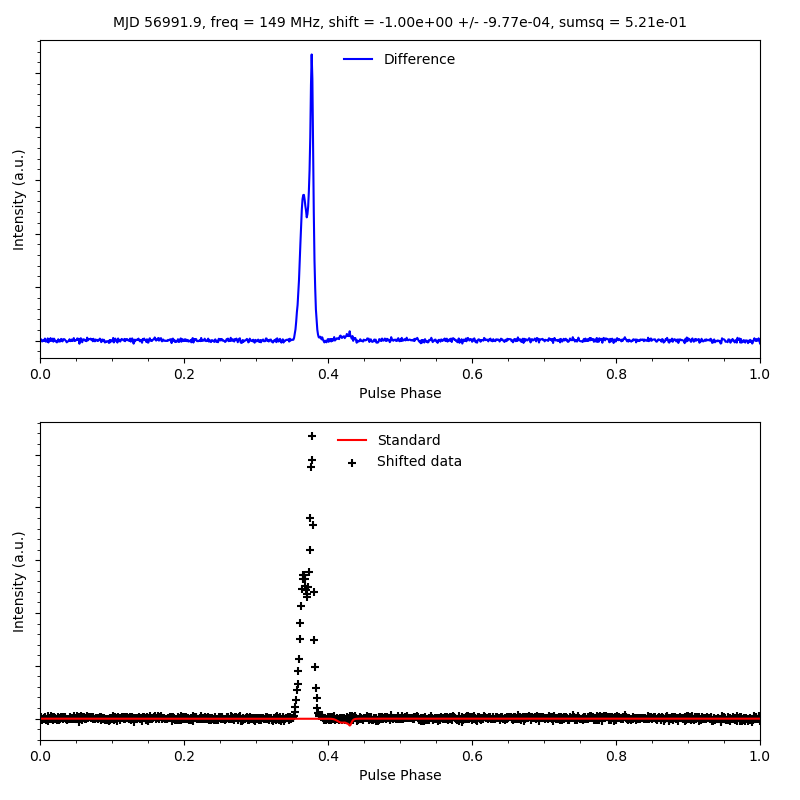 MJD 56991.9, freq = 149 MHz, shift = -1.00e+00 +/- -9.77e-04, sumsq = 5.21e-01
Difference
Intensity (a.u.)
0.0 0.2 0.4 0.6 0.8 1.0
Pulse Phase
Standard
Shifted data
Intensity (a.u.)
0.0 0.2 0.4 0.6 0.8 1.0
Pulse Phase